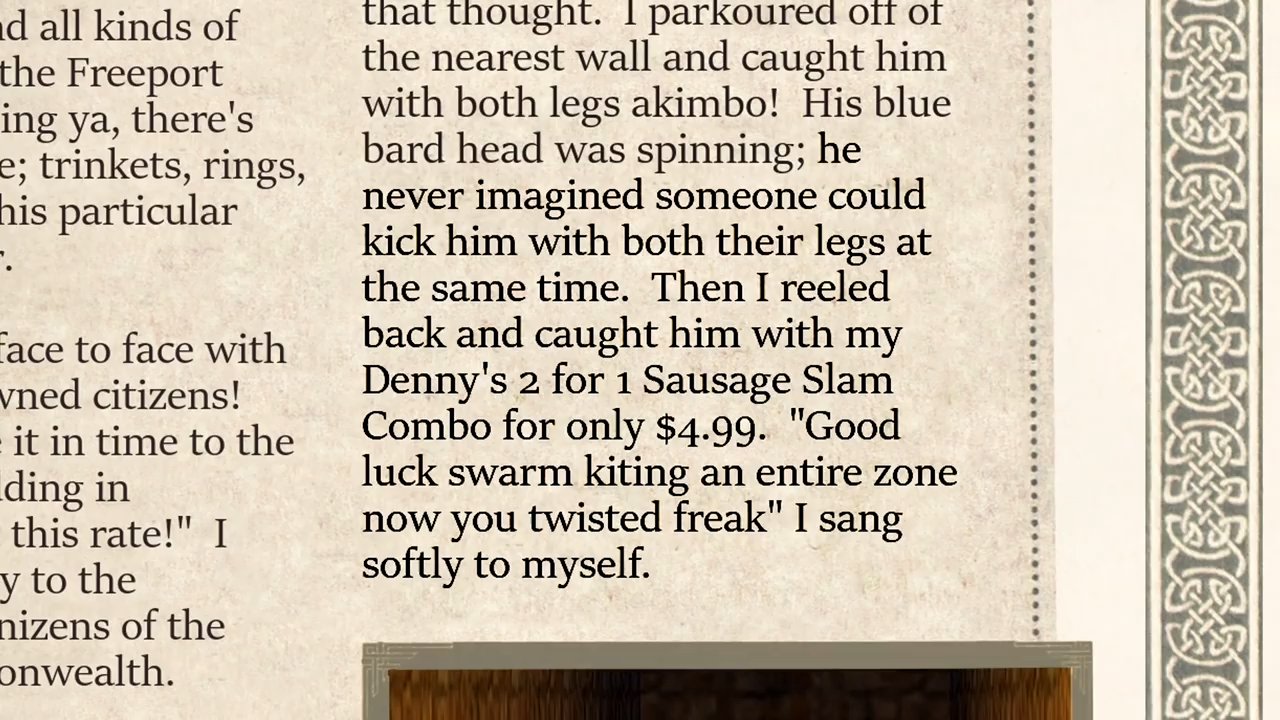 nd all kinds of
the Freeport
ing ya, there's
e; trinkets, rings,
his particular
r.
face to face with
wned citizens!
e it in time to the
lding in
this rate!" I
y to the
nizens of the
onwealth.
that thought. I parkoured off of
the nearest wall and caught him
with both legs akimbo! His blue
bard head was spinning; he
never imagined someone could
kick him with both their legs at
the same time. Then I reeled
back and caught him with my
Denny's 2 for 1 Sausage Slam
Combo for only $4.99. "Good
luck swarm kiting an entire zone
now you twisted freak" I sang
softly to myself.